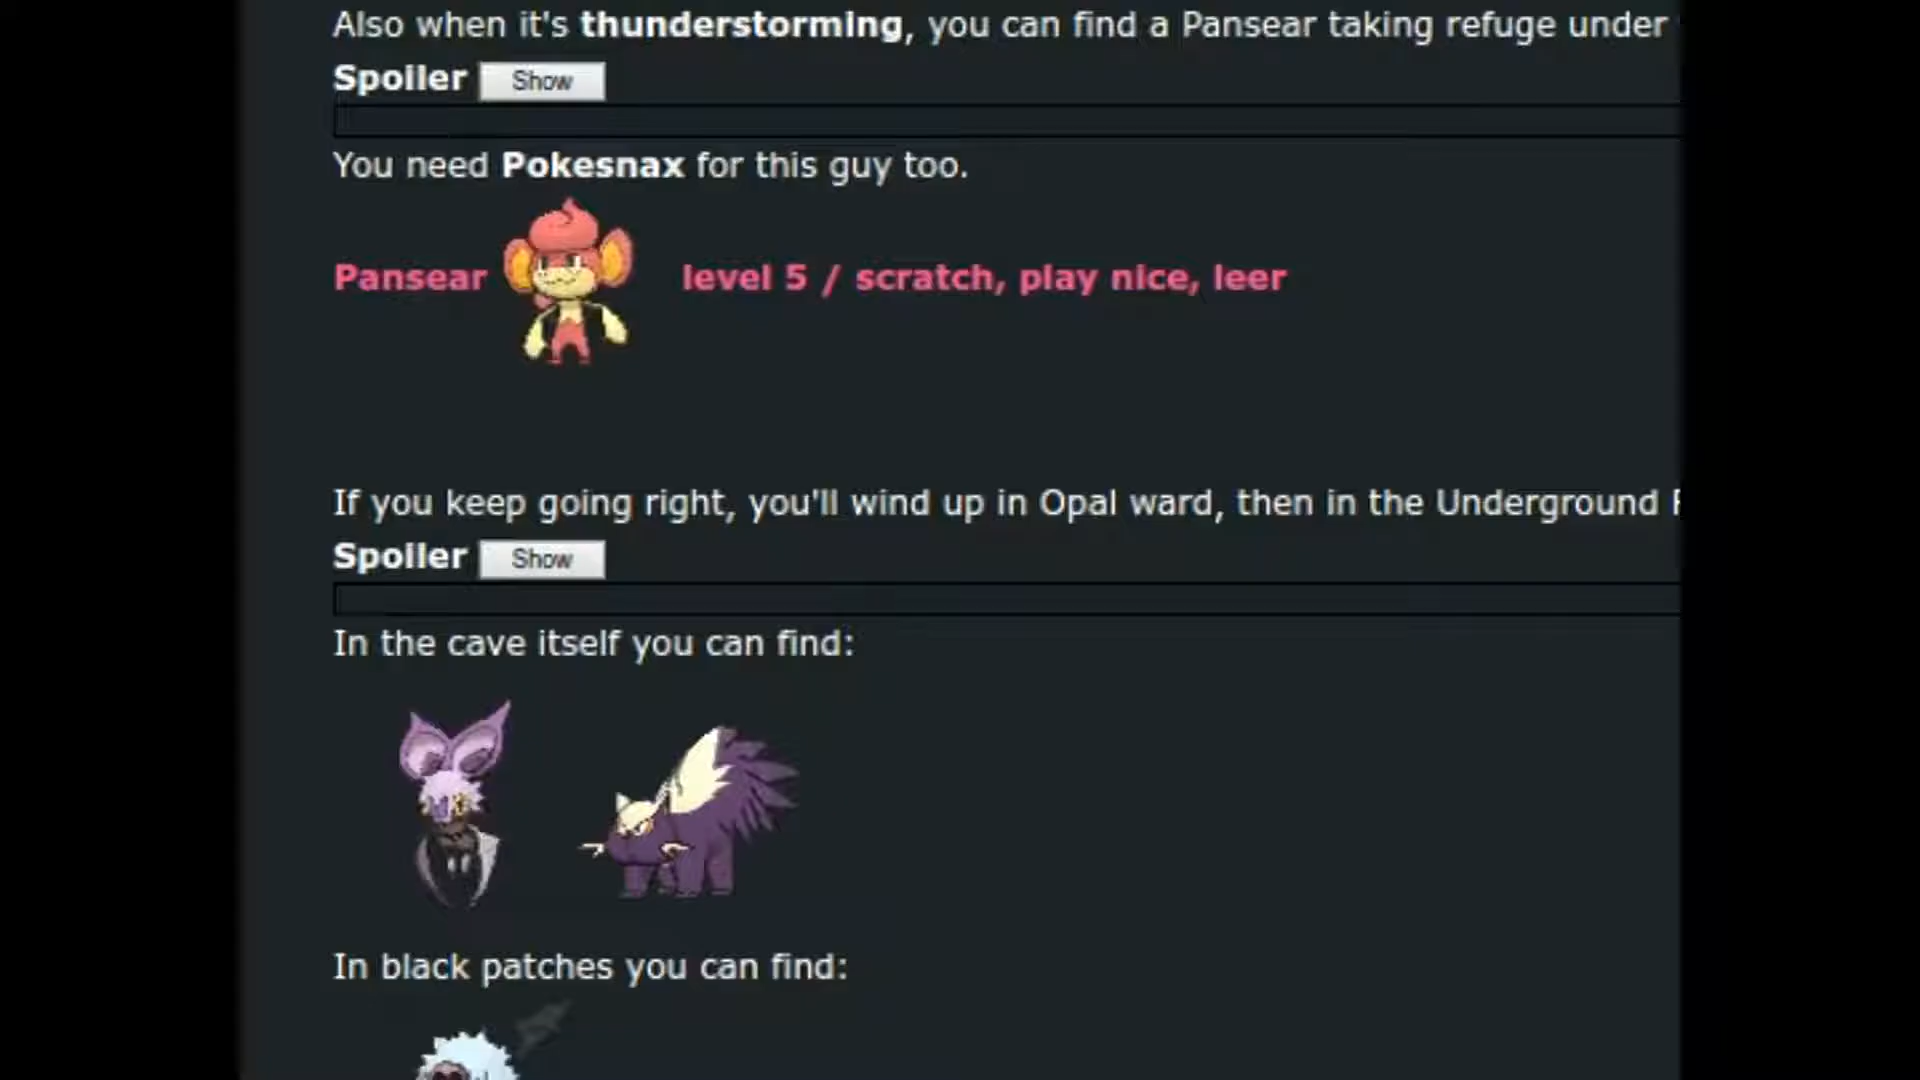 Also when it's thunderstorming, you can find a Pansear taking refuge under
Spoiler Show
You need Pokesnax for this guy too.
Pansear level 5 / scratch, play nice, leer
If you keep going right, you'll wind up in Opal ward, then in the Underground
Spoiler Show
In the cave itself you can find:
In black patches you can find: